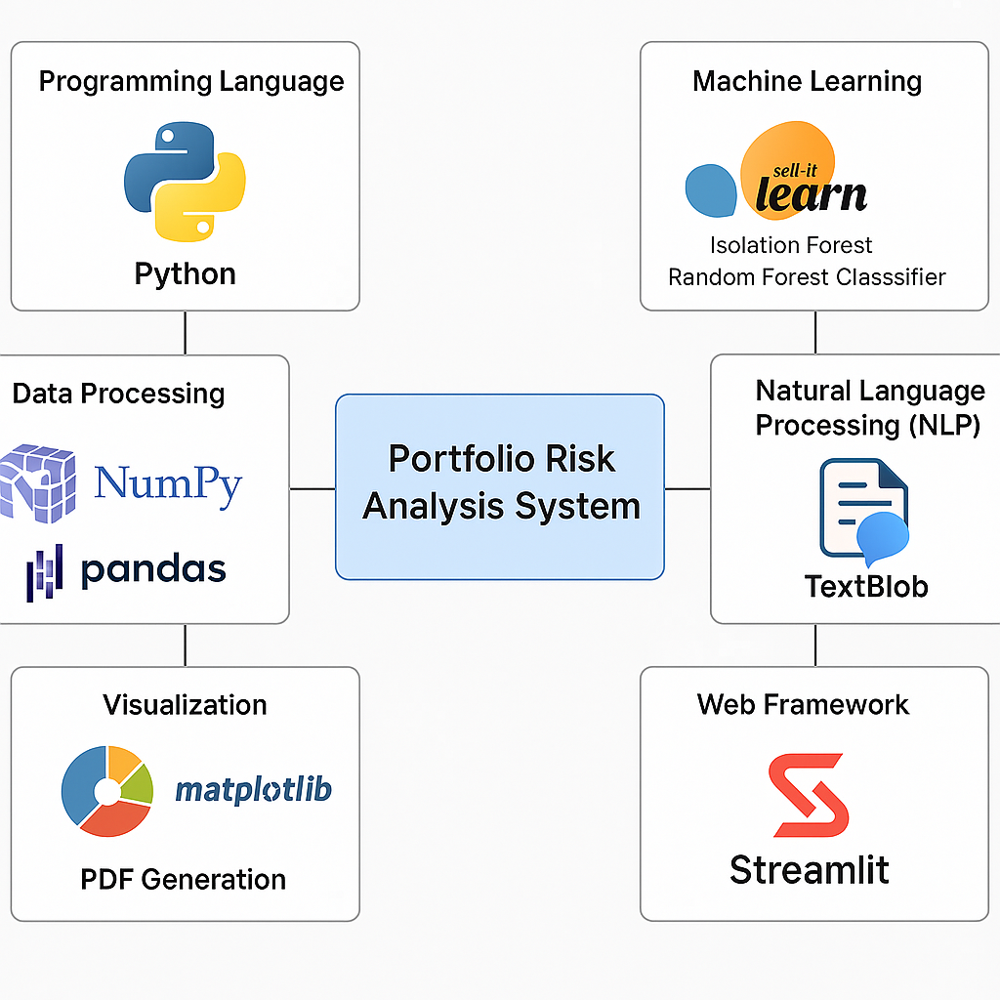 Programming Language
Python
Machine Learning
sell-it
learn
Isolation Forest
Random Forest Classsifier
Data Processing
NumPy
pandas
Portfolio Risk
Analysis System
Natural Language
Processing (NLP)
TextBlob
Visualization
matplotlib
PDF Generation
Web Framework
Streamlit